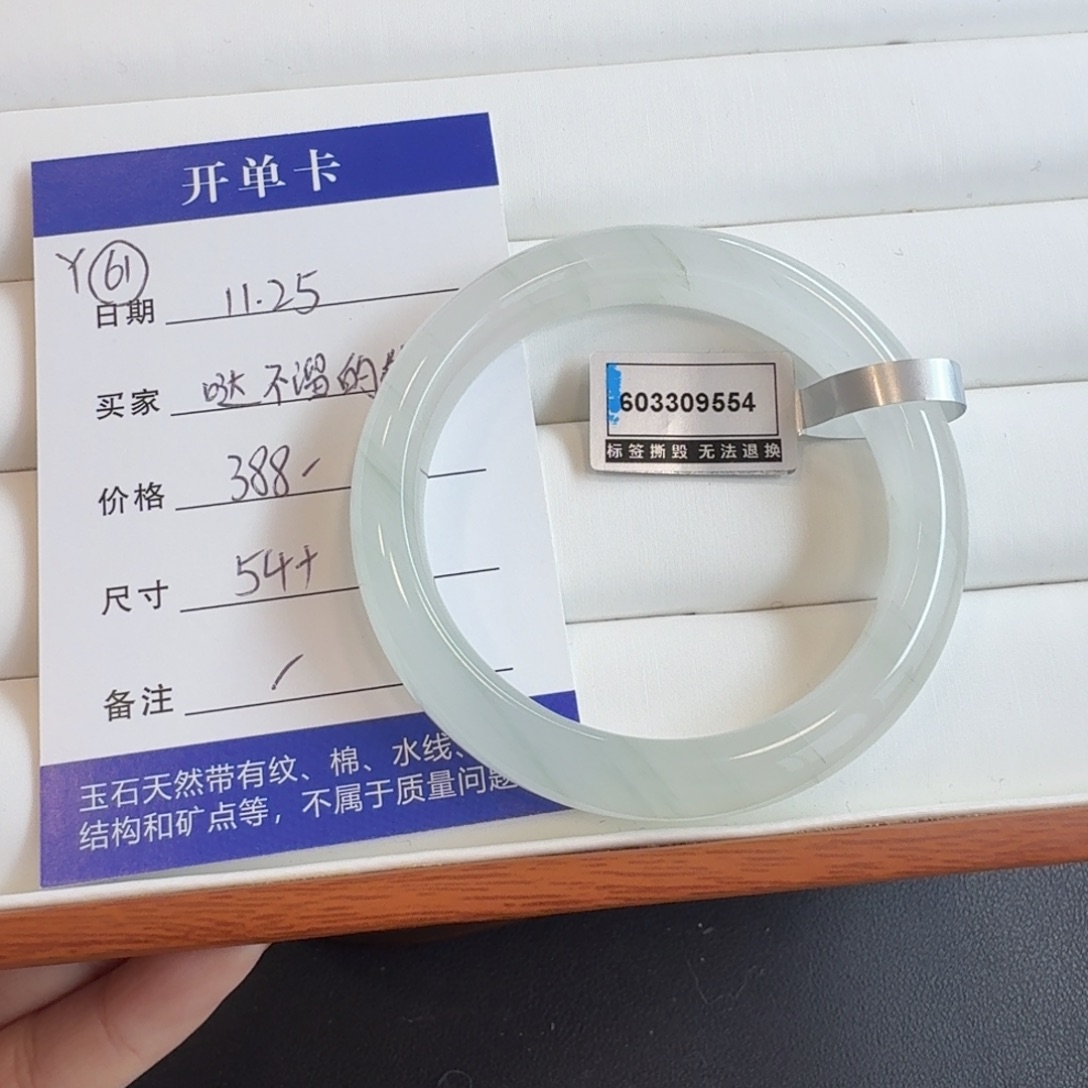 开单卡
Y 61
日期 11.25
买家 哒不溜的
价格 388-
尺寸 54+
备注 /
玉石天然带有纹、棉、水线、
结构和矿点等，不属于质量问题
603309554
标签撕毁 无法退换